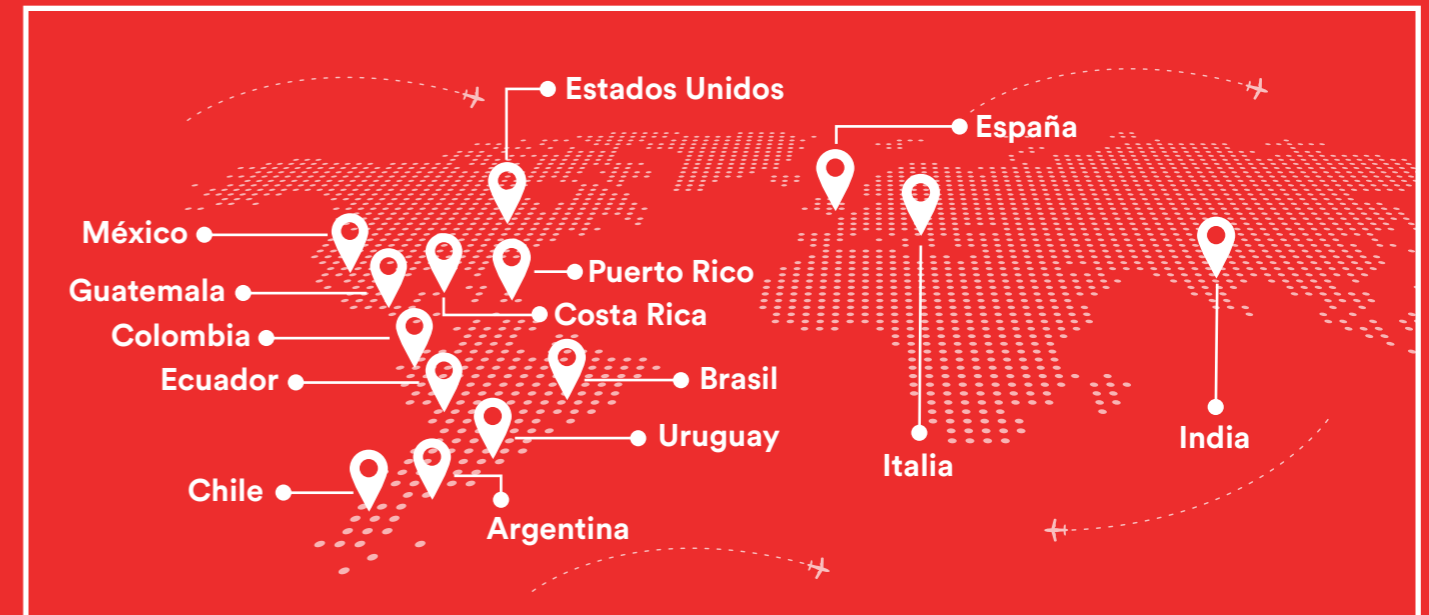 Estados Unidos
España
México
Puerto Rico
Guatemala
Costa Rica
Colombia
Ecuador
Brasil
Uruguay
India
Italia
Chile
Argentina